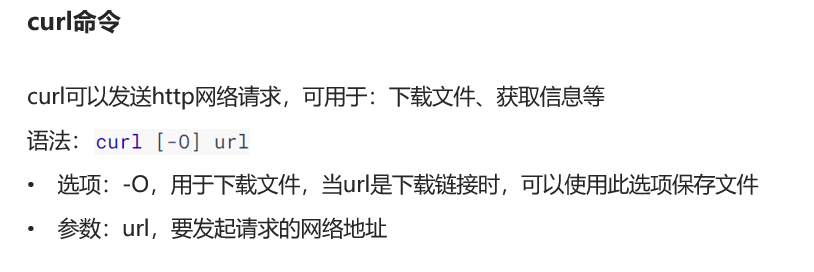 curl命令
curl可以发送http网络请求，可用于：下载文件、获取信息等
语法：curl [-O] url
• 选项：-O，用于下载文件，当url是下载链接时，可以使用此选项保存文件
• 参数：url，要发起请求的网络地址